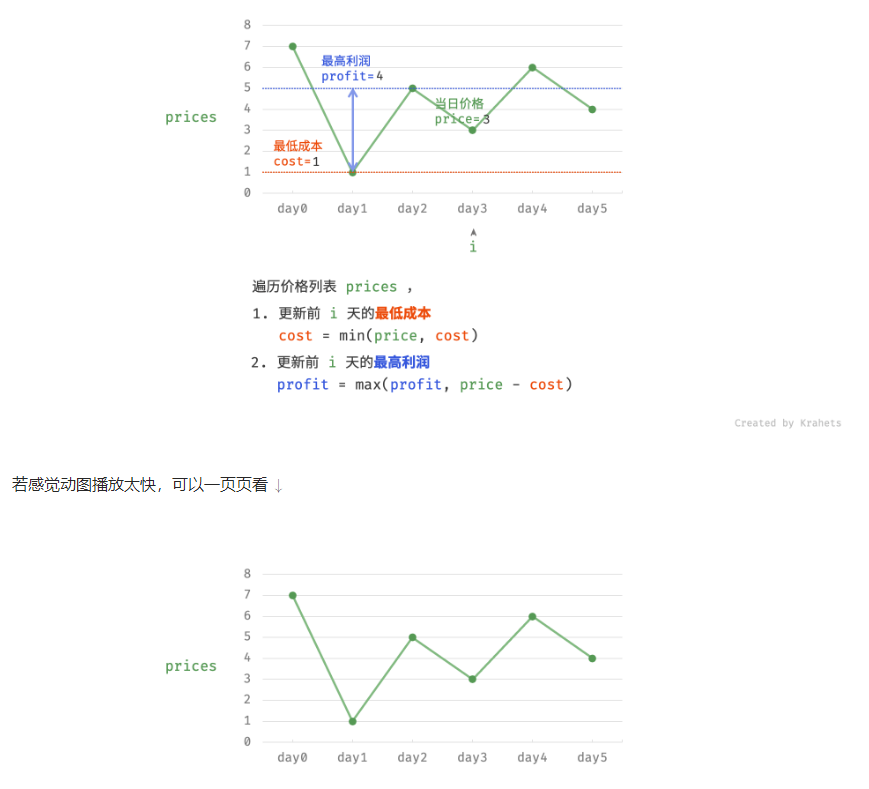 8
7
最高利润
6
profit=4
5
当日价格
4
prices
price=3
3
最低成本
2
cost=1
1
0
day0 day1 day2 day3 day4 day5
i
遍历价格列表 prices ，
1. 更新前 i 天的最低成本
cost = min(price, cost)
2. 更新前 i 天的最高利润
profit = max(profit, price - cost)
Created by Krahets
若感觉动图播放太快，可以一页页看 ↓
8
7
6
5
4
prices
3
2
1
0
day0 day1 day2 day3 day4 day5